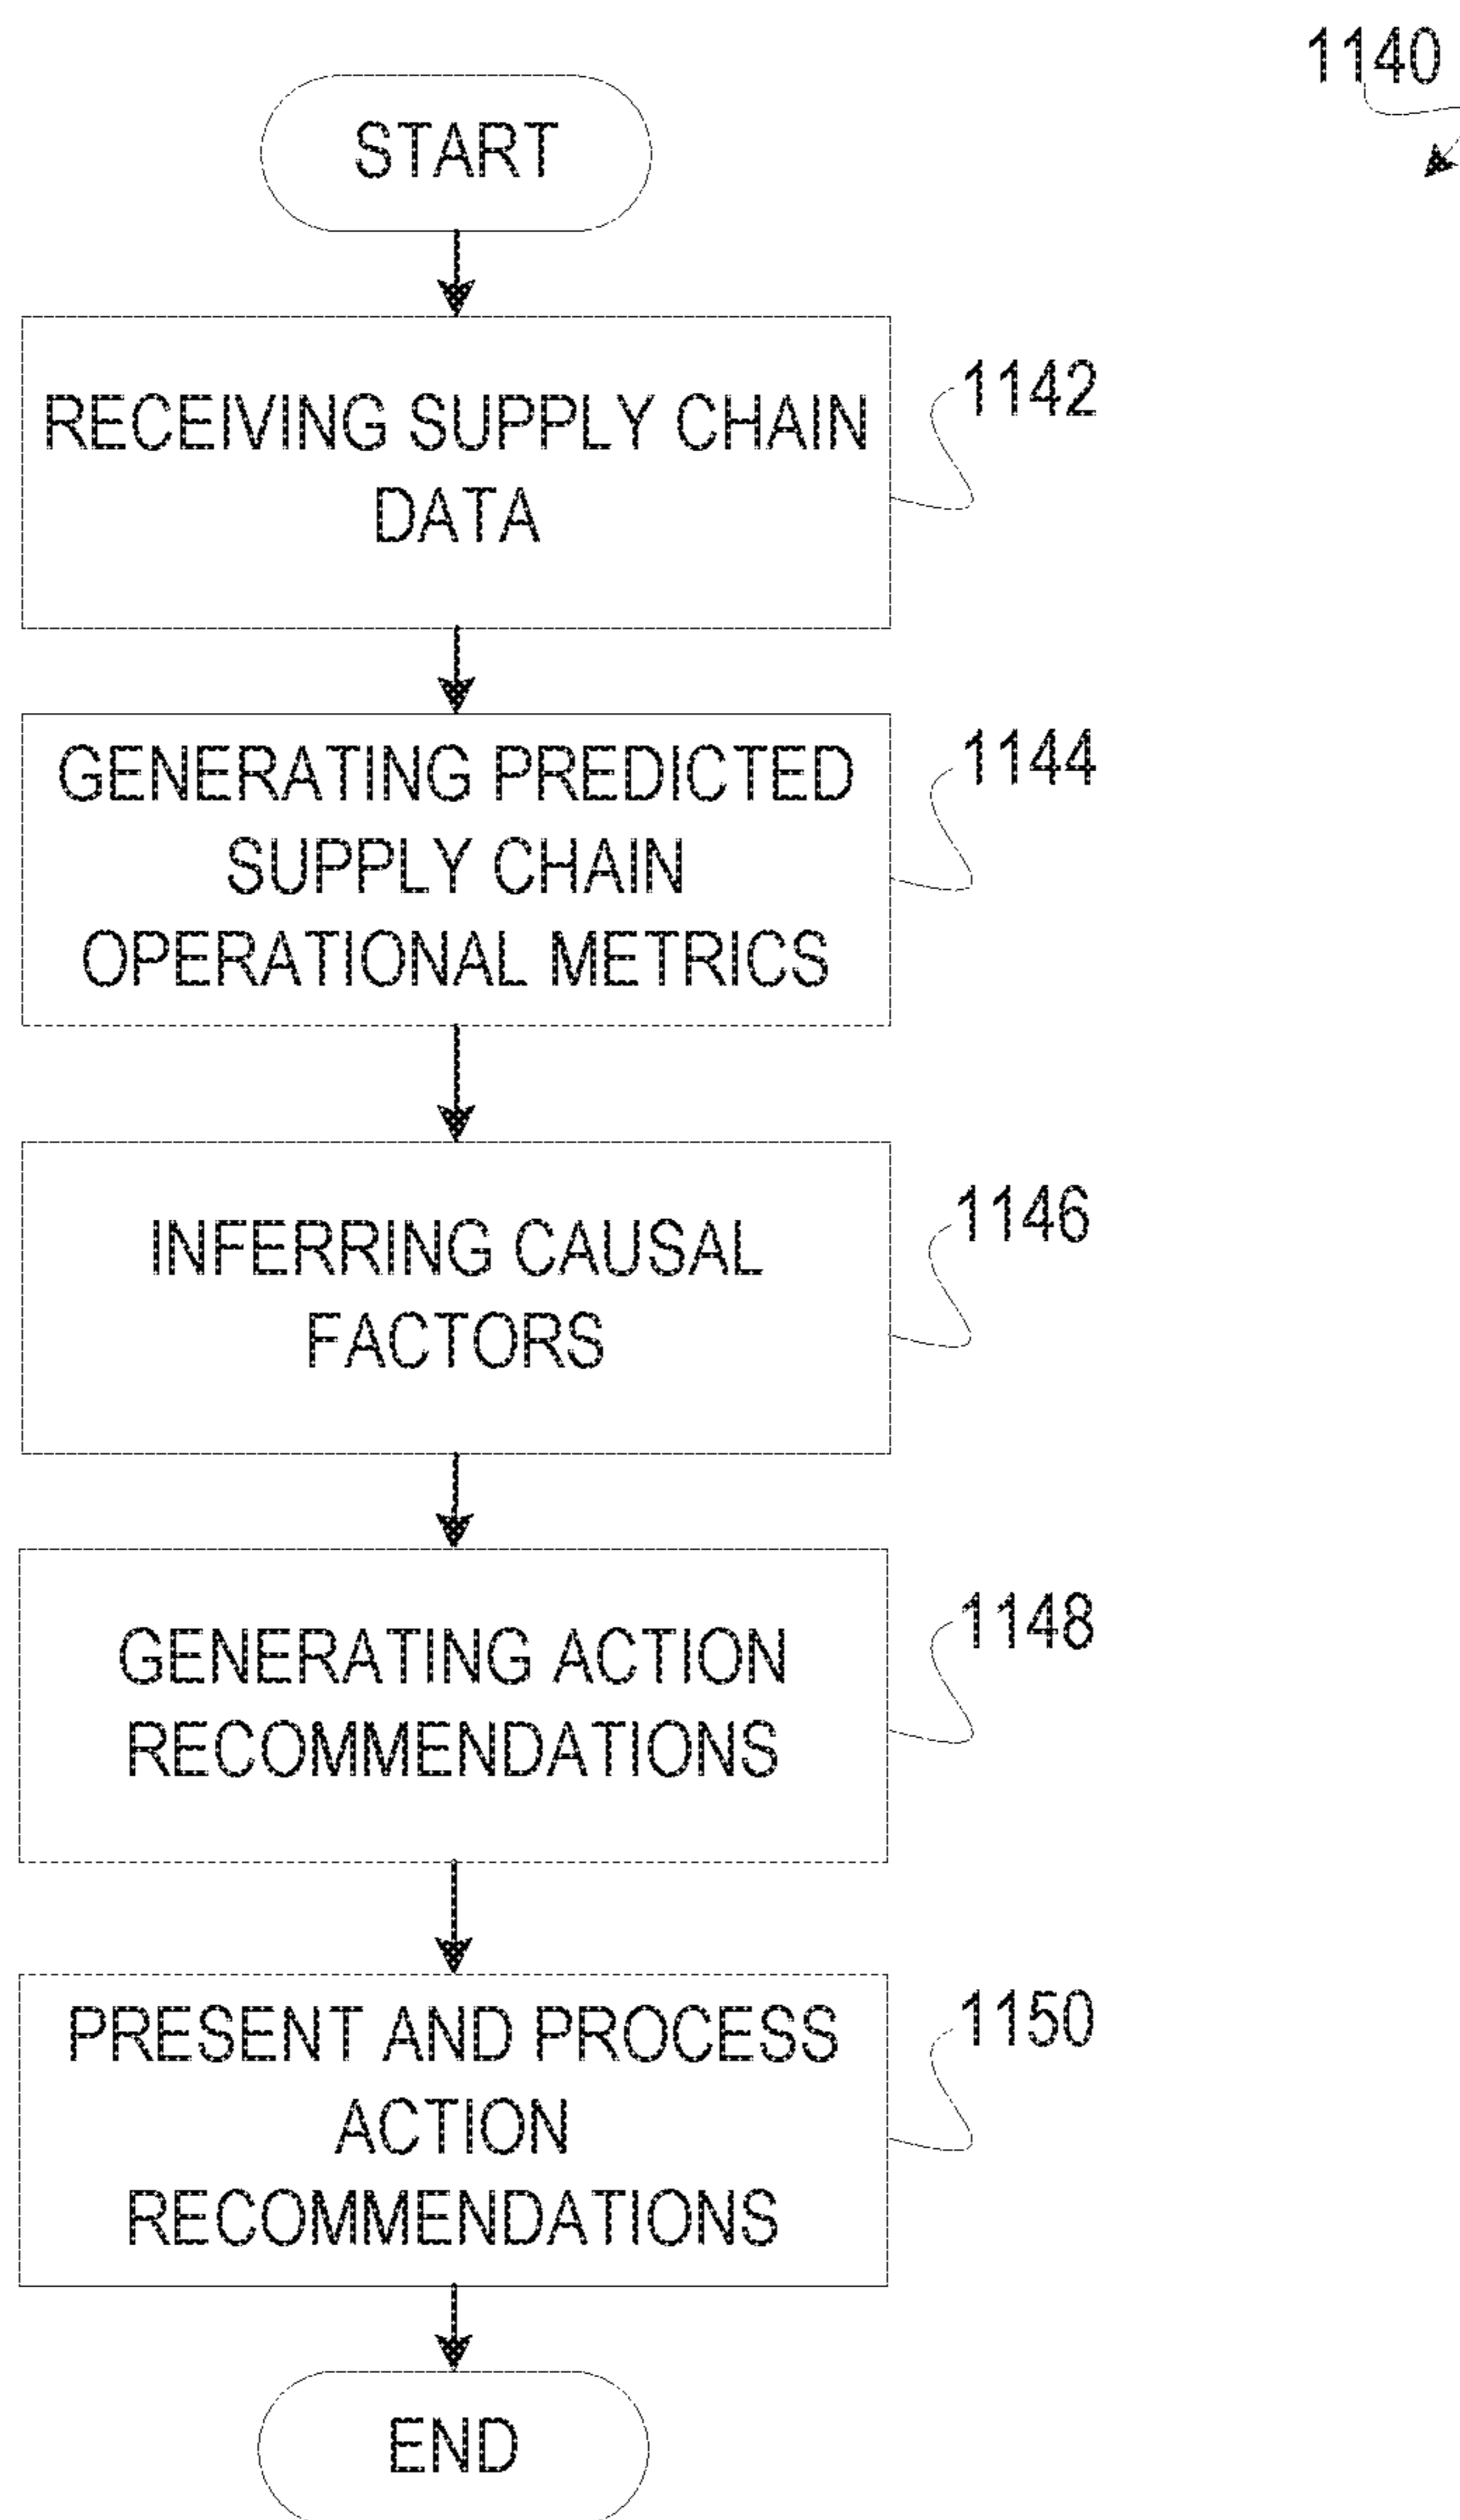 1140
START
RECEIVING SUPPLY CHAIN
DATA
1142
GENERATING PREDICTED
SUPPLY CHAIN
OPERATIONAL METRICS
1144
INFERRING CAUSAL
FACTORS
1146
GENERATING ACTION
RECOMMENDATIONS
1148
PRESENT AND PROCESS
ACTION
RECOMMENDATIONS
1150
END